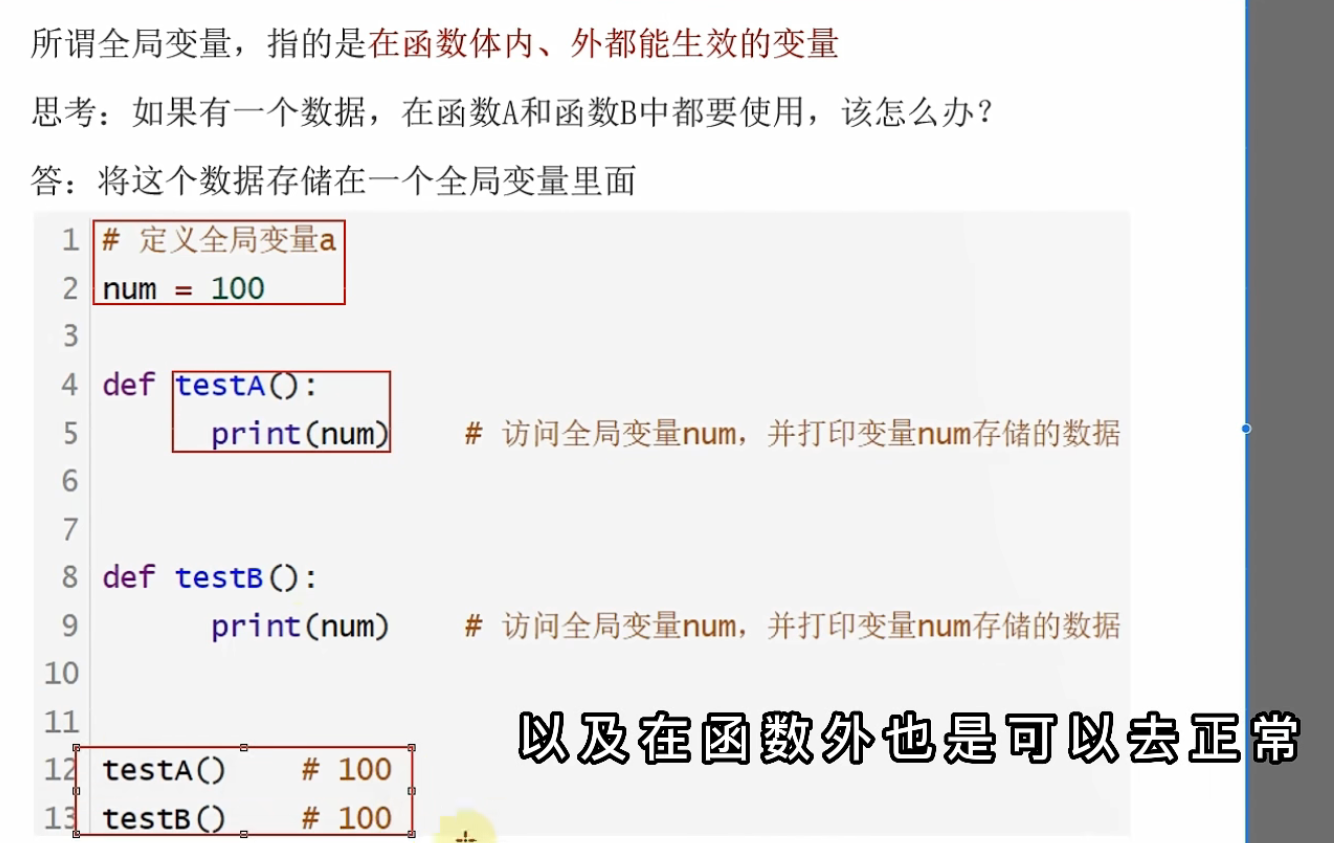 所谓全局变量，指的是在函数体内、外都能生效的变量
思考：如果有一个数据，在函数A和函数B中都要使用，该怎么办？
答：将这个数据存储在一个全局变量里面
1 # 定义全局变量a
2 num = 100
3
4 def testA():
5 print(num) # 访问全局变量num，并打印变量num存储的数据
6
7
8 def testB():
9 print(num) # 访问全局变量num，并打印变量num存储的数据
10
11
以及在函数外也是可以去正常
12 testA() # 100
13 testB() # 100